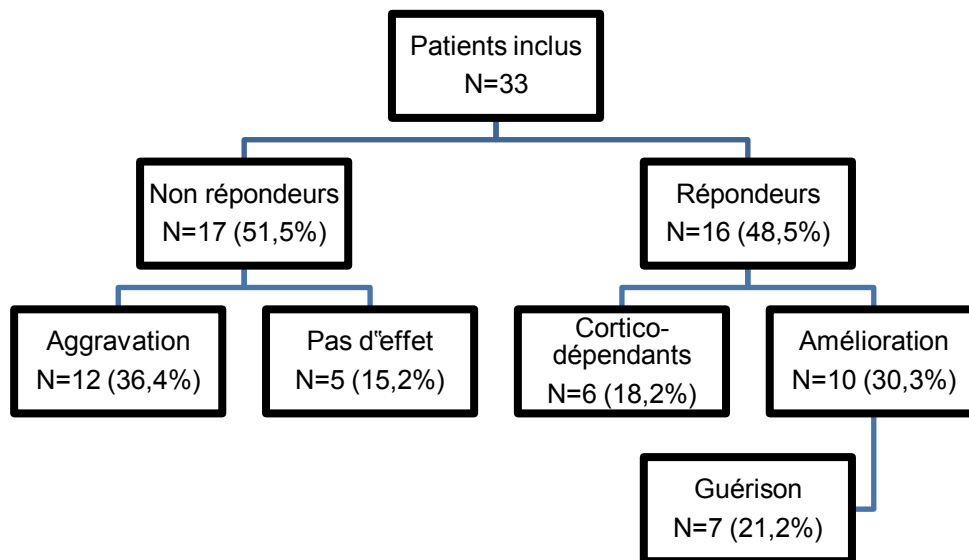 Patients inclus
N=33
Non répondeurs
N=17 (51,5%)
Répondeurs
N=16 (48,5%)
Aggravation
N=12 (36,4%)
Pas d‟effet
N=5 (15,2%)
Cortico-
dépendants
N=6 (18,2%)
Amélioration
N=10 (30,3%)
Guérison
N=7 (21,2%)